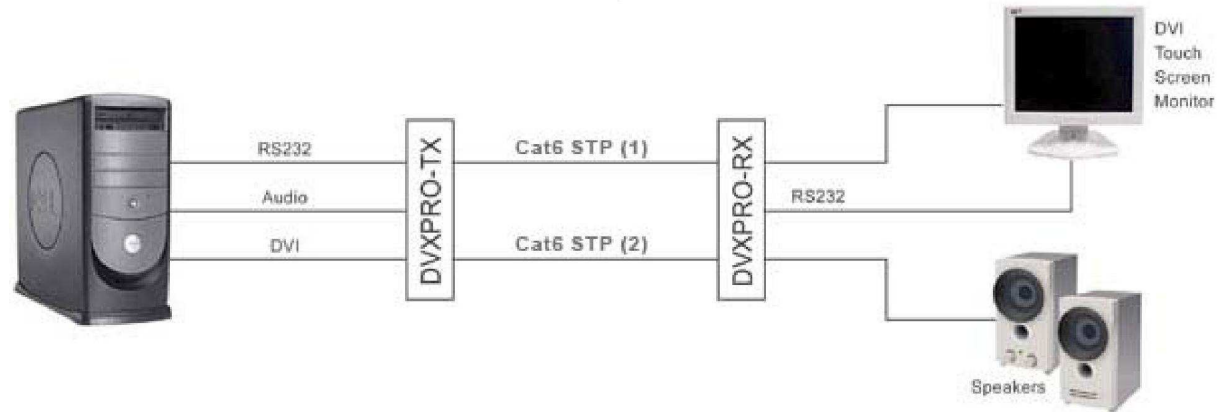 RS232
Audio
DVI
DVXPRO-TX
Cat6 STP (1)
Cat6 STP (2)
DVXPRO-RX
RS232
DVI
Touch
Screen
Monitor
Speakers